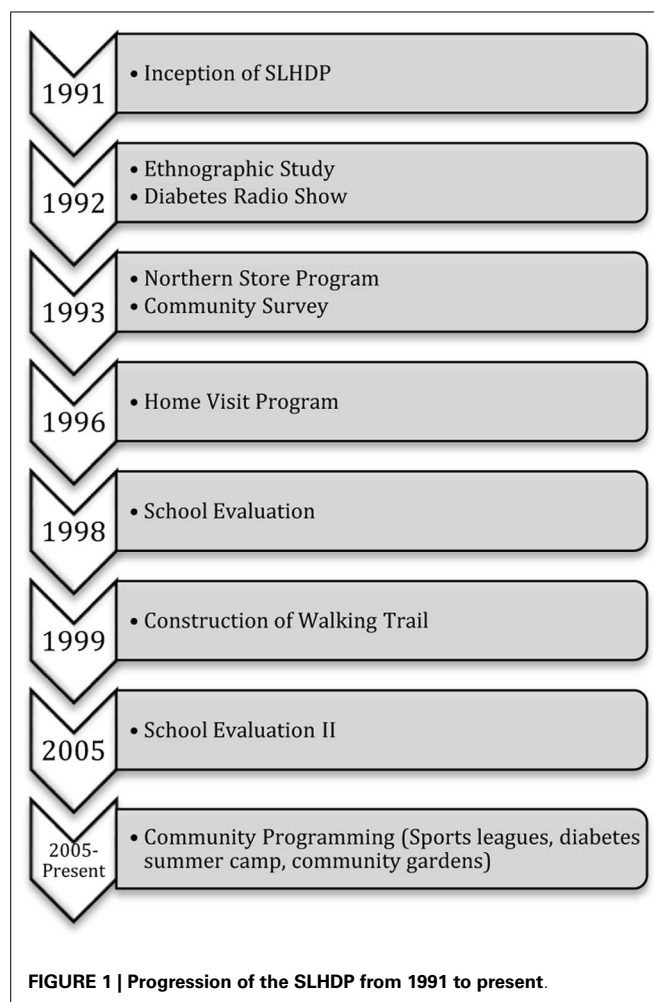 1991
• Inception of SLHDP
1992
• Ethnographic Study
• Diabetes Radio Show
1993
• Northern Store Program
• Community Survey
1996
• Home Visit Program
1998
• School Evaluation
1999
• Construction of Walking Trail
2005
• School Evaluation II
2005-
Present
• Community Programming (Sports leagues, diabetes
summer camp, community gardens)
FIGURE 1 | Progression of the SLHDP from 1991 to present.